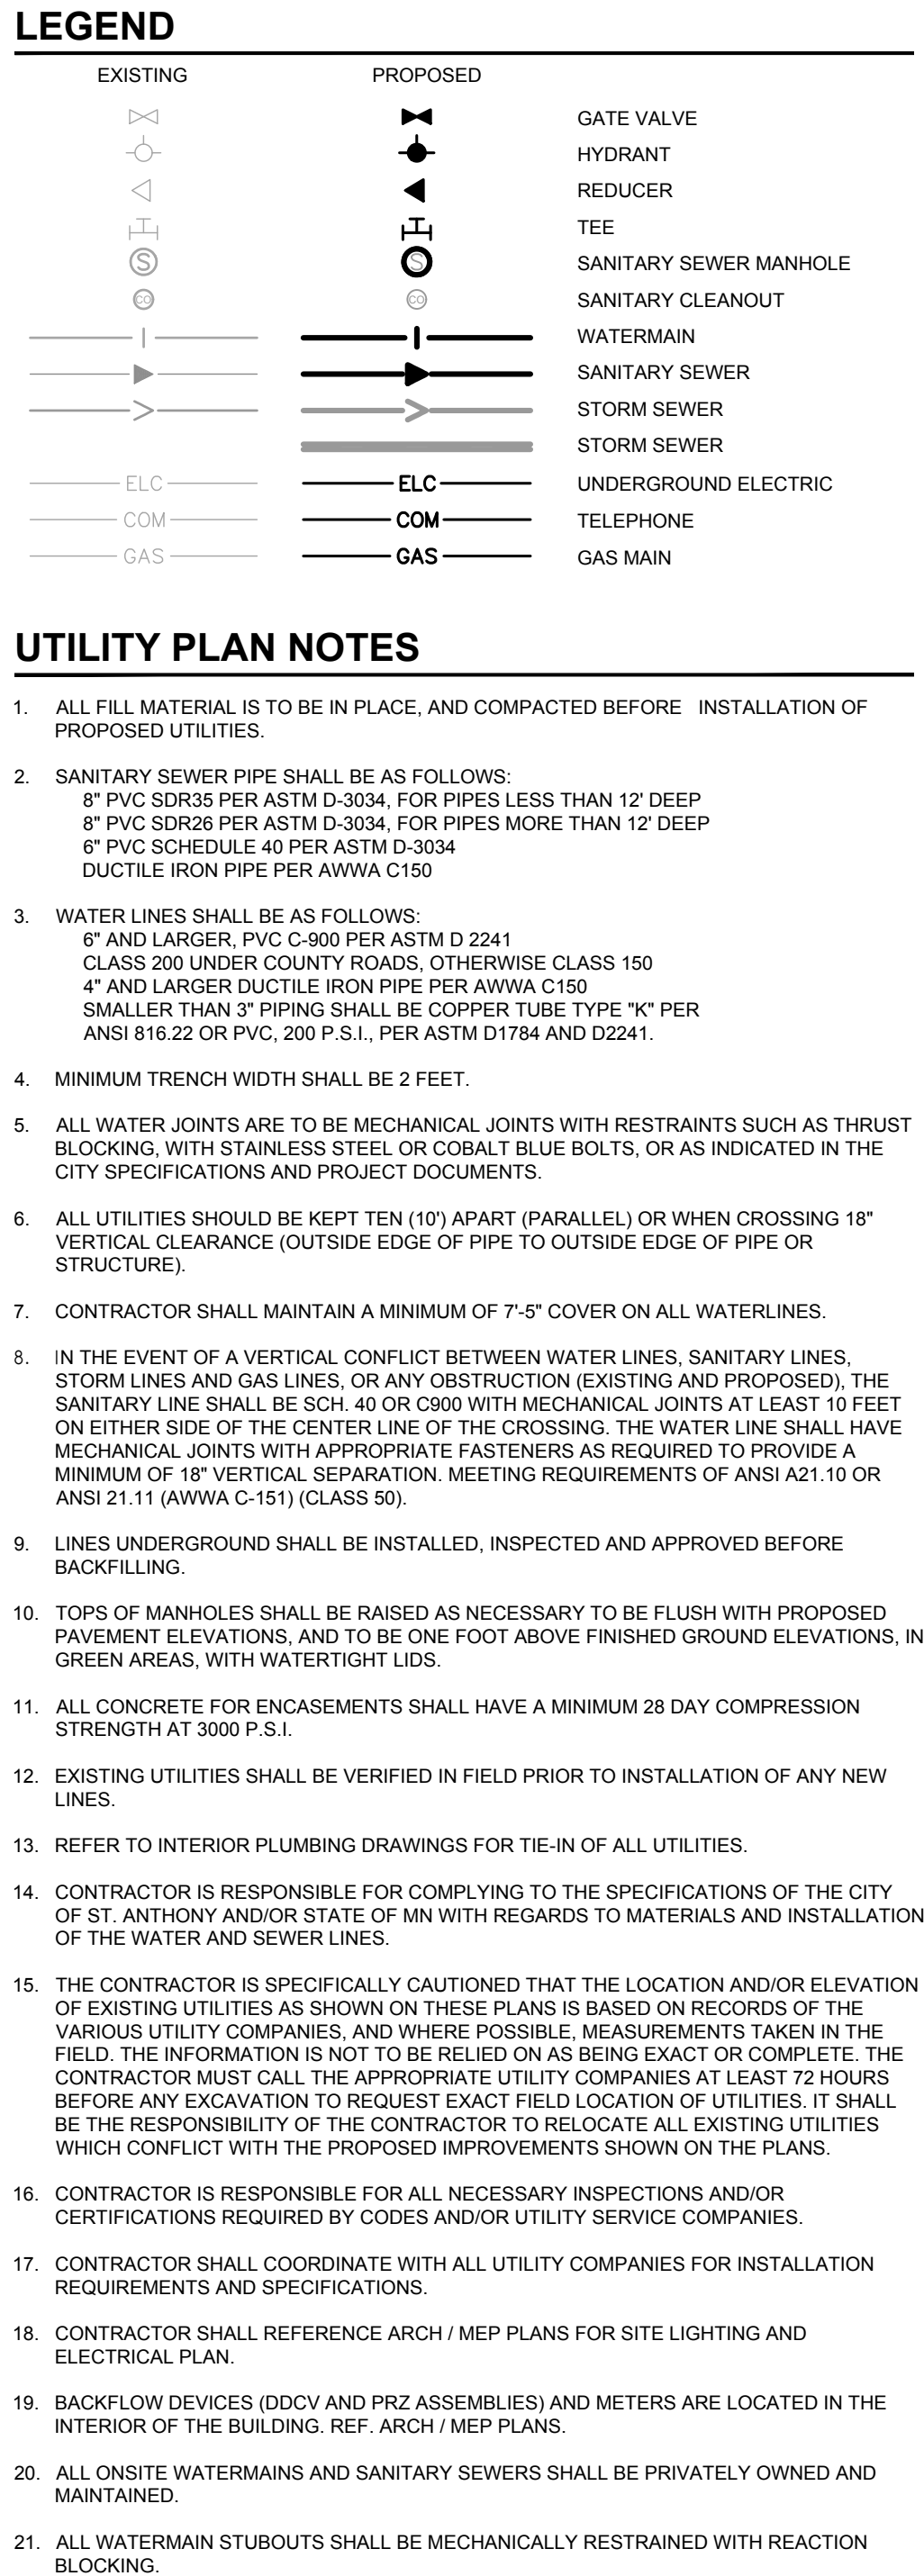 LEGEND
EXISTING PROPOSED
GATE VALVE
HYDRANT
REDUCER
TEE
S S SANITARY SEWER MANHOLE
CO CO SANITARY CLEANOUT
WATERMAIN
SANITARY SEWER
STORM SEWER
STORM SEWER
ELC ELC UNDERGROUND ELECTRIC
COM COM TELEPHONE
GAS GAS GAS MAIN
UTILITY PLAN NOTES
1. ALL FILL MATERIAL IS TO BE IN PLACE, AND COMPACTED BEFORE INSTALLATION OF
PROPOSED UTILITIES.
2. SANITARY SEWER PIPE SHALL BE AS FOLLOWS:
8" PVC SDR35 PER ASTM D-3034, FOR PIPES LESS THAN 12' DEEP
8" PVC SDR26 PER ASTM D-3034, FOR PIPES MORE THAN 12' DEEP
6" PVC SCHEDULE 40 PER ASTM D-3034
DUCTILE IRON PIPE PER AWWA C150
3. WATER LINES SHALL BE AS FOLLOWS:
6" AND LARGER, PVC C-900 PER ASTM D 2241
CLASS 200 UNDER COUNTY ROADS, OTHERWISE CLASS 150
4" AND LARGER DUCTILE IRON PIPE PER AWWA C150
SMALLER THAN 3" PIPING SHALL BE COPPER TUBE TYPE "K" PER
ANSI 816.22 OR PVC, 200 P.S.I., PER ASTM D1784 AND D2241.
4. MINIMUM TRENCH WIDTH SHALL BE 2 FEET.
5. ALL WATER JOINTS ARE TO BE MECHANICAL JOINTS WITH RESTRAINTS SUCH AS THRUST
BLOCKING, WITH STAINLESS STEEL OR COBALT BLUE BOLTS, OR AS INDICATED IN THE
CITY SPECIFICATIONS AND PROJECT DOCUMENTS.
6. ALL UTILITIES SHOULD BE KEPT TEN (10') APART (PARALLEL) OR WHEN CROSSING 18"
VERTICAL CLEARANCE (OUTSIDE EDGE OF PIPE TO OUTSIDE EDGE OF PIPE OR
STRUCTURE).
7. CONTRACTOR SHALL MAINTAIN A MINIMUM OF 7'-5" COVER ON ALL WATERLINES.
8. IN THE EVENT OF A VERTICAL CONFLICT BETWEEN WATER LINES, SANITARY LINES,
STORM LINES AND GAS LINES, OR ANY OBSTRUCTION (EXISTING AND PROPOSED), THE
SANITARY LINE SHALL BE SCH. 40 OR C900 WITH MECHANICAL JOINTS AT LEAST 10 FEET
ON EITHER SIDE OF THE CENTER LINE OF THE CROSSING. THE WATER LINE SHALL HAVE
MECHANICAL JOINTS WITH APPROPRIATE FASTENERS AS REQUIRED TO PROVIDE A
MINIMUM OF 18" VERTICAL SEPARATION. MEETING REQUIREMENTS OF ANSI A21.10 OR
ANSI 21.11 (AWWA C-151) (CLASS 50).
9. LINES UNDERGROUND SHALL BE INSTALLED, INSPECTED AND APPROVED BEFORE
BACKFILLING.
10. TOPS OF MANHOLES SHALL BE RAISED AS NECESSARY TO BE FLUSH WITH PROPOSED
PAVEMENT ELEVATIONS, AND TO BE ONE FOOT ABOVE FINISHED GROUND ELEVATIONS, IN
GREEN AREAS, WITH WATERTIGHT LIDS.
11. ALL CONCRETE FOR ENCASEMENTS SHALL HAVE A MINIMUM 28 DAY COMPRESSION
STRENGTH AT 3000 P.S.I.
12. EXISTING UTILITIES SHALL BE VERIFIED IN FIELD PRIOR TO INSTALLATION OF ANY NEW
LINES.
13. REFER TO INTERIOR PLUMBING DRAWINGS FOR TIE-IN OF ALL UTILITIES.
14. CONTRACTOR IS RESPONSIBLE FOR COMPLYING TO THE SPECIFICATIONS OF THE CITY
OF ST. ANTHONY AND/OR STATE OF MN WITH REGARDS TO MATERIALS AND INSTALLATION
OF THE WATER AND SEWER LINES.
15. THE CONTRACTOR IS SPECIFICALLY CAUTIONED THAT THE LOCATION AND/OR ELEVATION
OF EXISTING UTILITIES AS SHOWN ON THESE PLANS IS BASED ON RECORDS OF THE
VARIOUS UTILITY COMPANIES, AND WHERE POSSIBLE, MEASUREMENTS TAKEN IN THE
FIELD. THE INFORMATION IS NOT TO BE RELIED ON AS BEING EXACT OR COMPLETE. THE
CONTRACTOR MUST CALL THE APPROPRIATE UTILITY COMPANIES AT LEAST 72 HOURS
BEFORE ANY EXCAVATION TO REQUEST EXACT FIELD LOCATION OF UTILITIES. IT SHALL
BE THE RESPONSIBILITY OF THE CONTRACTOR TO RELOCATE ALL EXISTING UTILITIES
WHICH CONFLICT WITH THE PROPOSED IMPROVEMENTS SHOWN ON THE PLANS.
16. CONTRACTOR IS RESPONSIBLE FOR ALL NECESSARY INSPECTIONS AND/OR
CERTIFICATIONS REQUIRED BY CODES AND/OR UTILITY SERVICE COMPANIES.
17. CONTRACTOR SHALL COORDINATE WITH ALL UTILITY COMPANIES FOR INSTALLATION
REQUIREMENTS AND SPECIFICATIONS.
18. CONTRACTOR SHALL REFERENCE ARCH / MEP PLANS FOR SITE LIGHTING AND
ELECTRICAL PLAN.
19. BACKFLOW DEVICES (DDCV AND PRZ ASSEMBLIES) AND METERS ARE LOCATED IN THE
INTERIOR OF THE BUILDING. REF. ARCH / MEP PLANS.
20. ALL ONSITE WATERMAINS AND SANITARY SEWERS SHALL BE PRIVATELY OWNED AND
MAINTAINED.
21. ALL WATERMAIN STUBOUTS SHALL BE MECHANICALLY RESTRAINED WITH REACTION
BLOCKING.